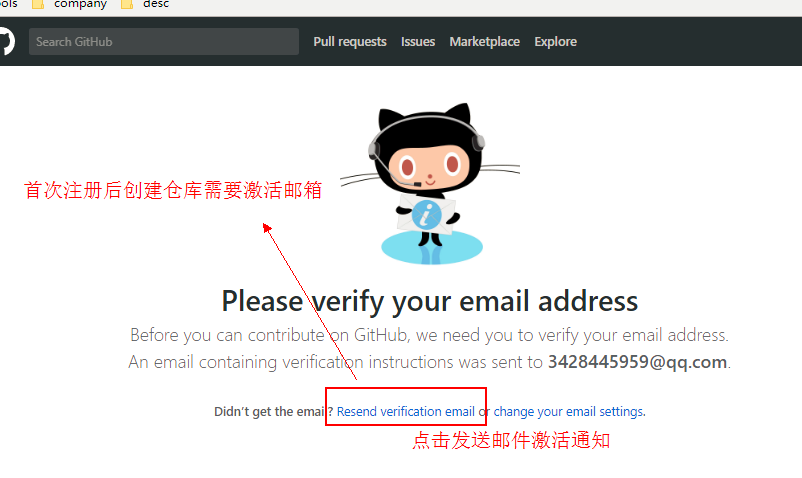 company desc
Search GitHub Pull requests Issues Marketplace Explore
首次注册后创建仓库需要激活邮箱
Please verify your email address
Before you can contribute on GitHub, we need you to verify your email address.
An email containing verification instructions was sent to 3428445959@qq.com.
Didn’t get the email? Resend verification email or change your email settings.
点击发送邮件激活通知